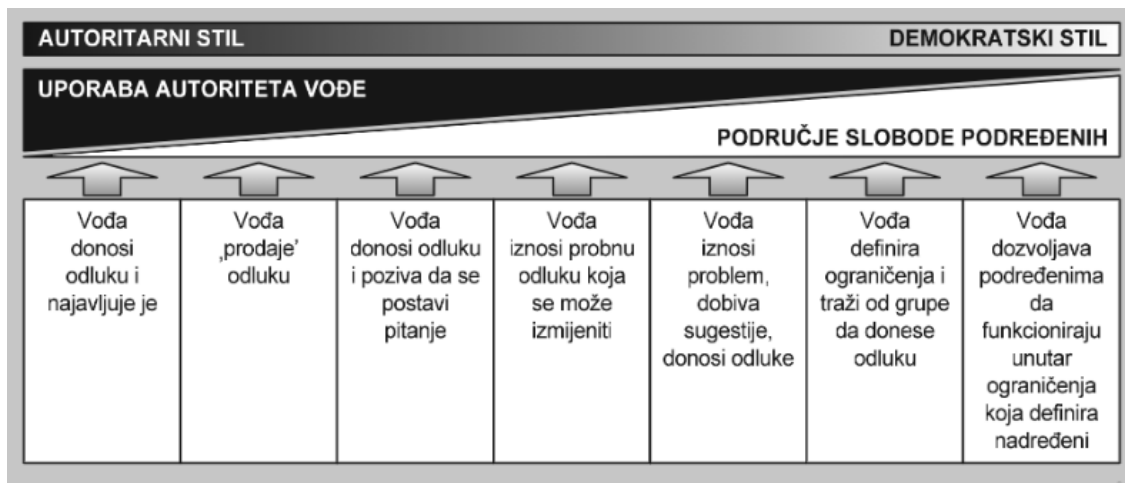 AUTORITARNI STIL
DEMOKRATSKI STIL
UPORABA AUTORITETA VOĐE
PODRUČJE SLOBODE PODREĐENIH
Vođa
donosi
odluku i
najavljuje je
Vođa
‚prodaje’
odluku
Vođa
donosi odluku
i poziva da se
postavi
pitanje
Vođa
iznosi probnu
odluku koja
se može
izmijeniti
Vođa
iznosi
problem,
dobiva
sugestije,
donosi odluke
Vođa
definira
ograničenja i
traži od grupe
da donese
odluku
Vođa
dozvoljava
podređenima
da
funkcioniraju
unutar
ograničenja
koja definira
nadređeni